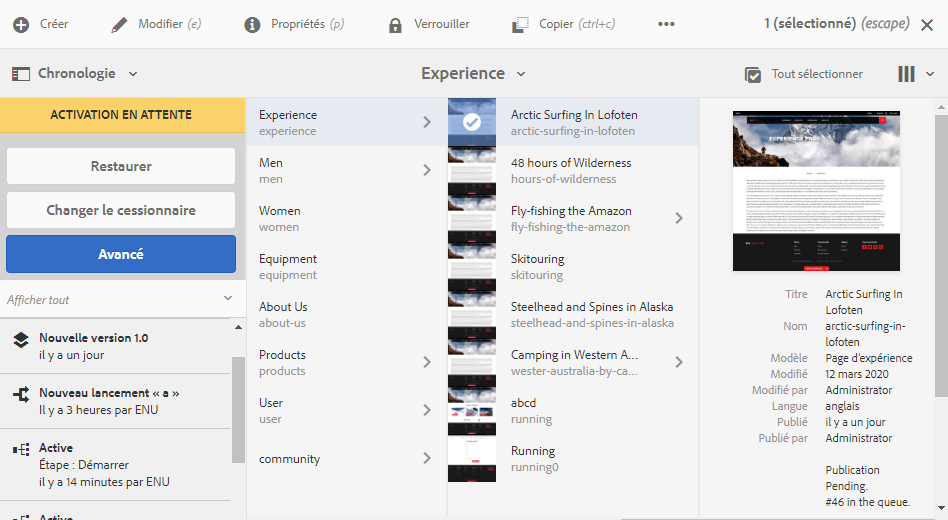 Créer
Modifier (e)
Propriétés (p)
Verrouiller
Copier (ctrl+c)
1 (sélectionné) (escape)
Chronologie
Experience
Tout sélectionner
ACTIVATION EN ATTENTE
Restaurer
Changer le cessionnaire
Avancé
Afficher tout
Nouvelle version 1.0
il y a un jour
Nouveau lancement « a »
Il y a 3 heures par ENU
Active
Étape : Démarrer
il y a 14 minutes par ENU
Active
Experience
experience
Men
men
Women
women
Equipment
equipment
About Us
about-us
Products
products
User
user
community
Arctic Surfing In Lofoten
arctic-surfing-in-lofoten
48 hours of Wilderness
hours-of-wilderness
Fly-fishing the Amazon
fly-fishing-the-amazon
Skitouring
skitouring
Steelhead and Spines in Alaska
steelhead-and-spines-in-alaska
Camping in Western A...
wester-australia-by-ca...
abcd
running
Running
running0
EXPERIENCE PAGE
Titre Arctic Surfing In
Lofoten
Nom arctic-surfing-in-
lofoten
Modèle Page d'expérience
Modifié 12 mars 2020
Modifié par Administrator
Langue anglais
Publié il y a un jour
Publié par Administrator
Publication
Pending.
#46 in the queue.